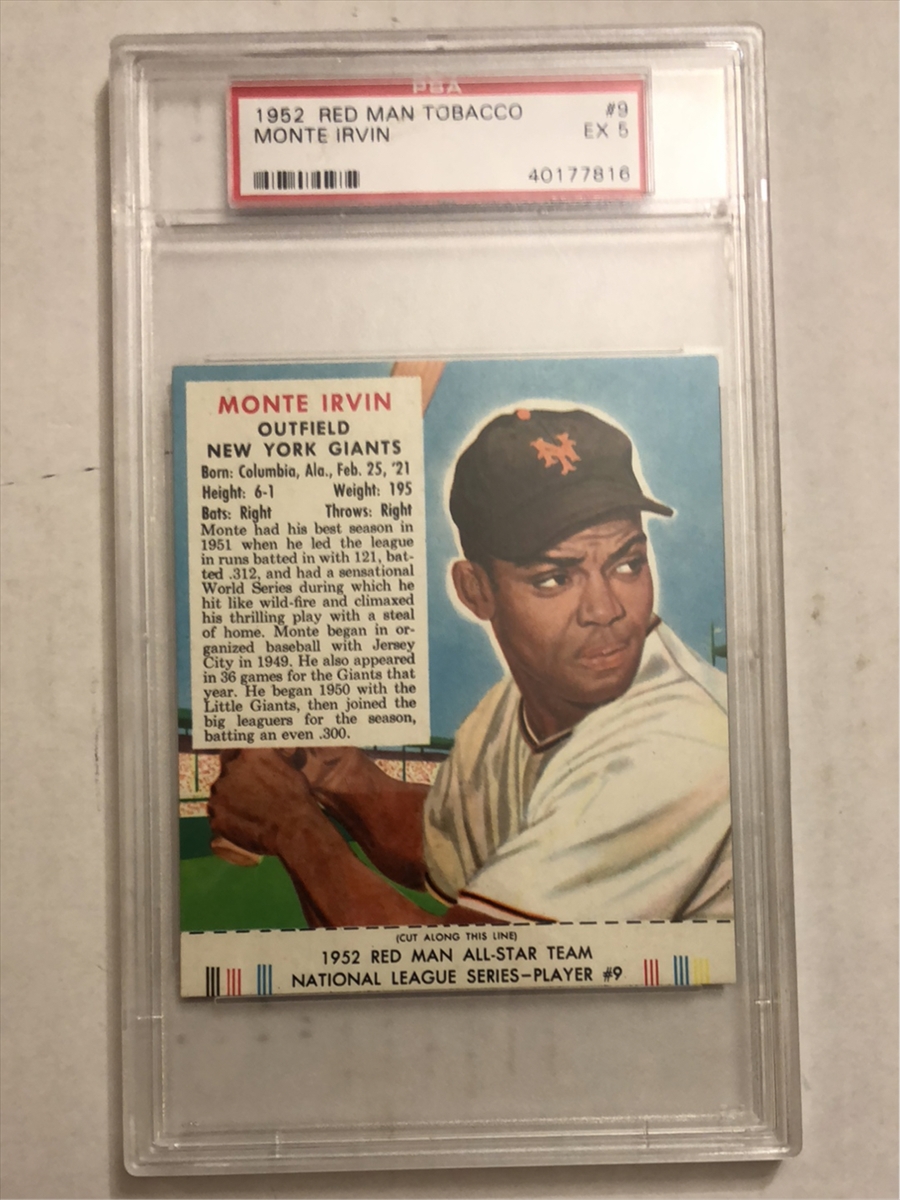 PSA
1952 RED MAN TOBACCO #9
MONTE IRVIN EX 5
40177816
MONTE IRVIN
OUTFIELD
NEW YORK GIANTS
Born: Columbia, Ala., Feb. 25, '21
Height: 6-1 Weight: 195
Bats: Right Throws: Right
Monte had his best season in
1951 when he led the league
in runs batted in with 121, bat-
ted .312, and had a sensational
World Series during which he
hit like wild-fire and climaxed
his thrilling play with a steal
of home. Monte began in or-
ganized baseball with Jersey
City in 1949. He also appeared
in 36 games for the Giants that
year. He began 1950 with the
Little Giants, then joined the
big leaguers for the season,
batting an even .300.
NY
(CUT ALONG THIS LINE)
1952 RED MAN ALL-STAR TEAM
NATIONAL LEAGUE SERIES–PLAYER #9